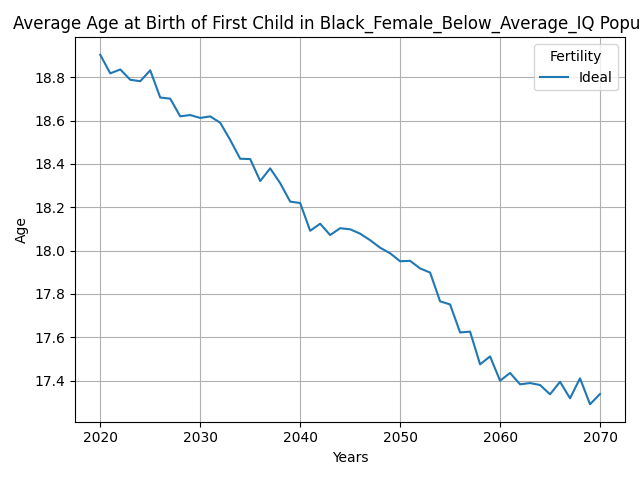 Average Age at Birth of First Child in Black_Female_Below_Average_IQ Popu
Fertility
Ideal
18.8
18.6
18.4
18.2
18.0
17.8
17.6
17.4
Age
2020 2030 2040 2050 2060 2070
Years